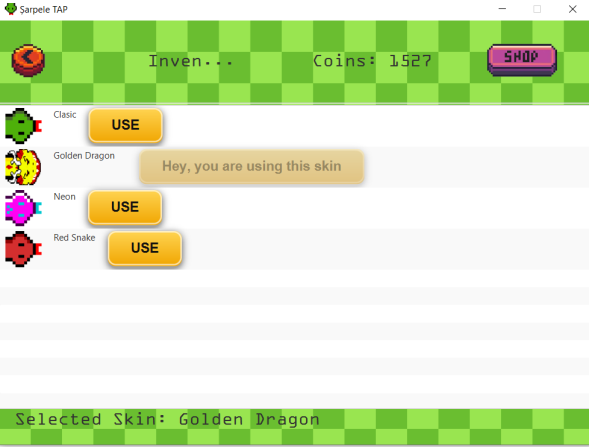 Şarpele TAP
Inven... Coins: 1527 SHOP
Clasic USE
Golden Dragon Hey, you are using this skin
Neon USE
Red Snake USE
Selected Skin: Golden Dragon